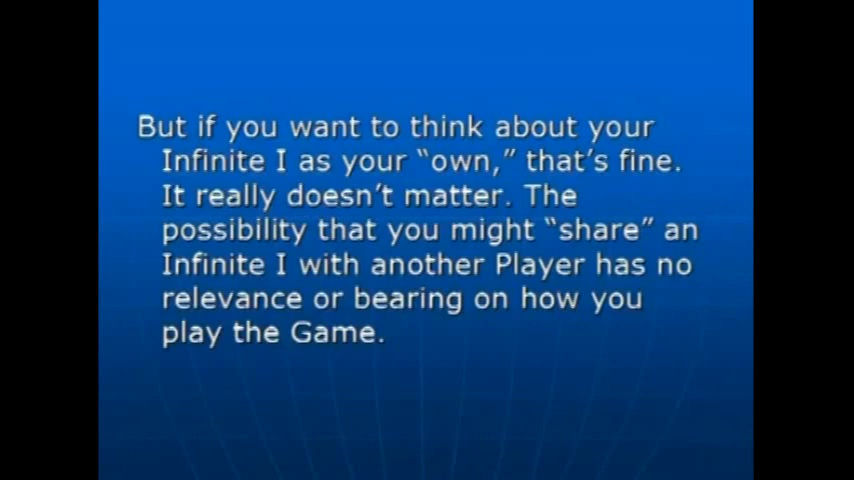 But if you want to think about your
Infinite I as your “own,” that’s fine.
It really doesn’t matter. The
possibility that you might “share” an
Infinite I with another Player has no
relevance or bearing on how you
play the Game.